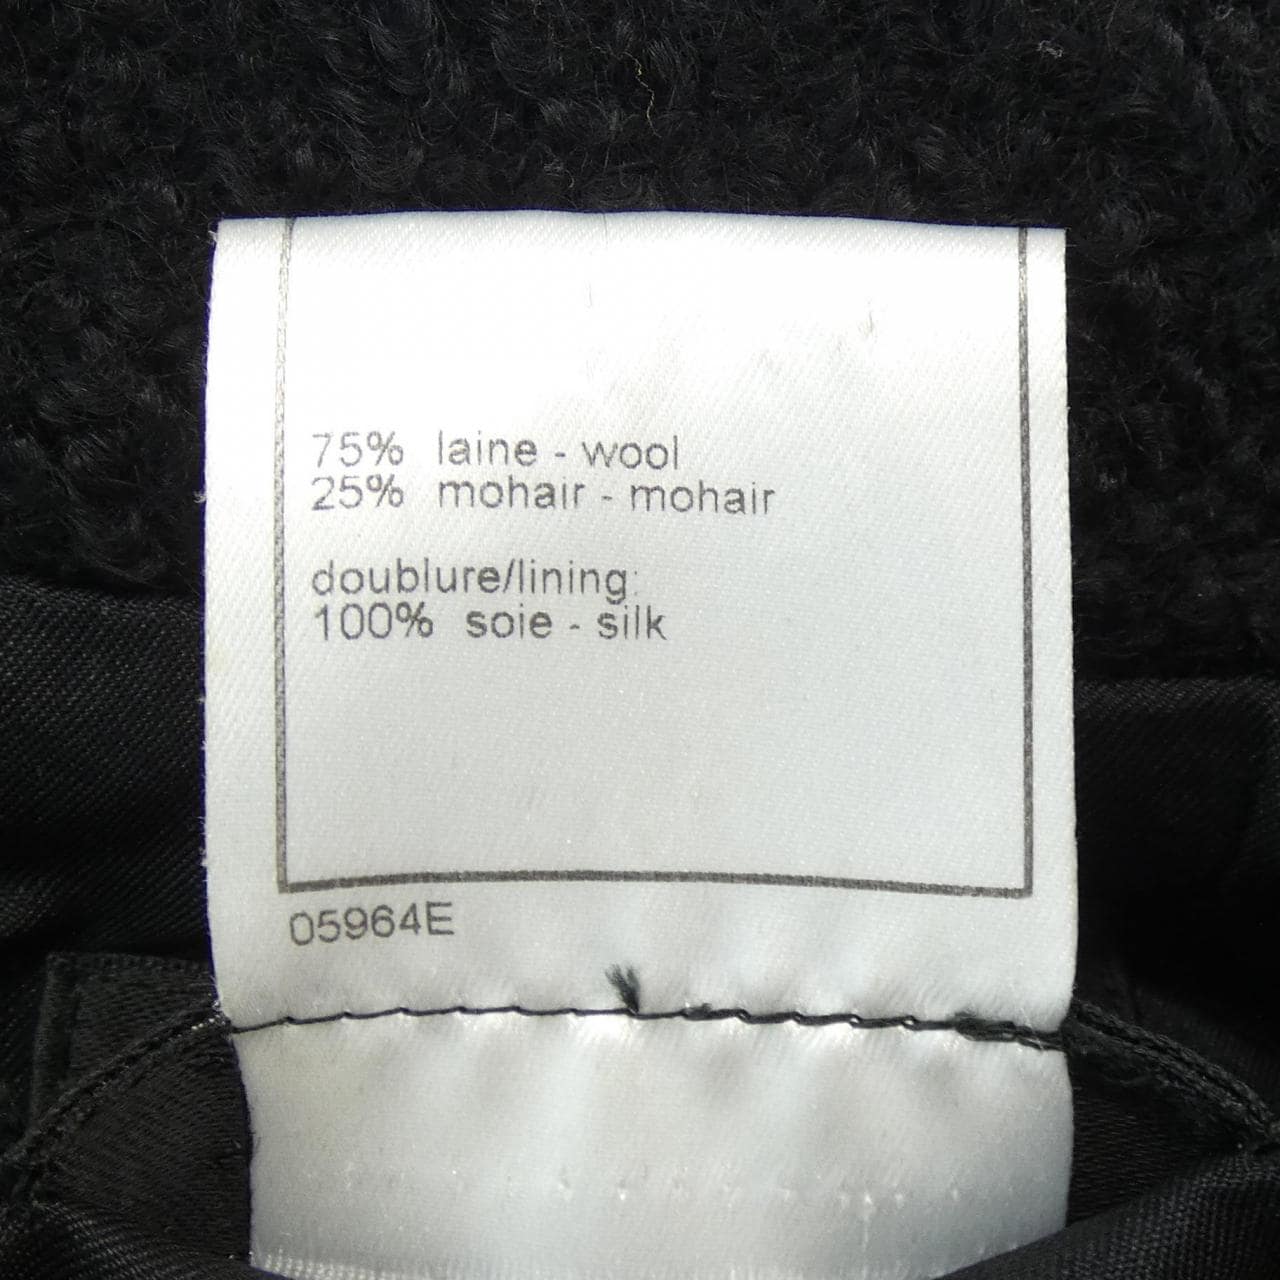 75% laine - wool
25% mohair - mohair
doublure/lining:
100% soie - silk
05964E